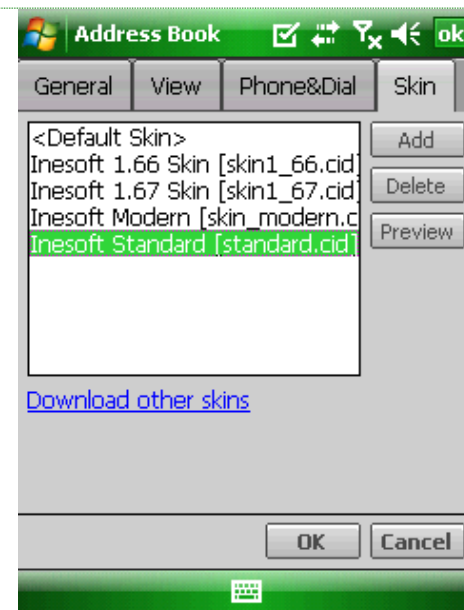 Address Book ok
General View Phone&Dial Skin
<Default Skin>
Inesoft 1.66 Skin [skin1_66.cid]
Inesoft 1.67 Skin [skin1_67.cid]
Inesoft Modern [skin_modern.c
Inesoft Standard [standard.cid]
Add
Delete
Preview
Download other skins
OK Cancel